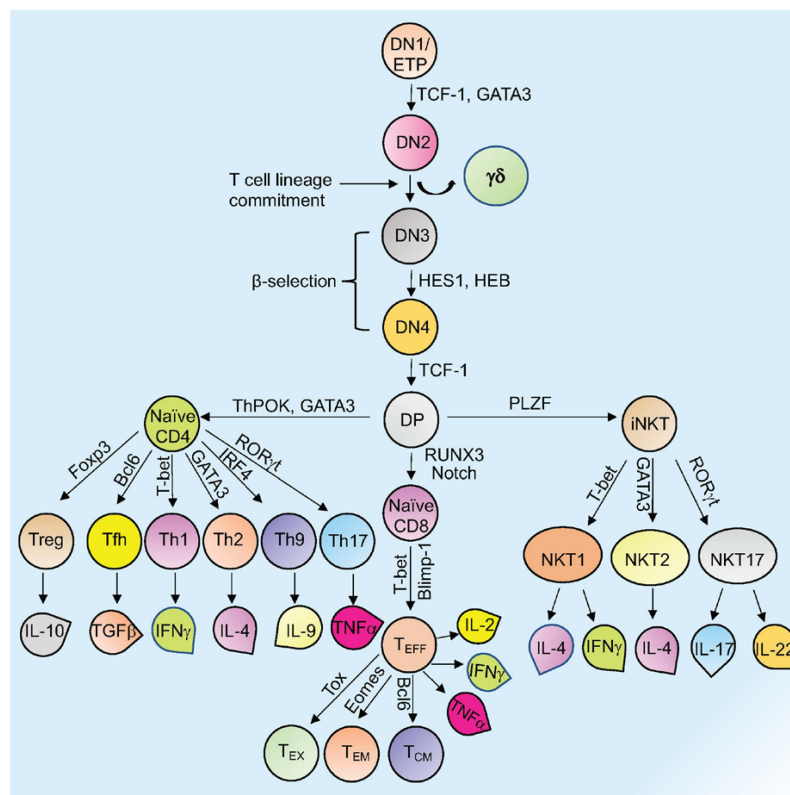 DN1/
ETP
TCF-1, GATA3
DN2
T cell lineage
commitment
γδ
DN3
β-selection
HES1, HEB
DN4
TCF-1
ThPOK, GATA3
PLZF
Naïve
CD4
DP
iNKT
RUNX3
Notch
Foxp3
Bcl6
T-bet
GATA3
IRF4
RORγt
T-bet
GATA3
RORγt
Naïve
CD8
Treg
Tfh
Th1
Th2
Th9
Th17
NKT1
NKT2
NKT17
T-bet
Blimp-1
IL-10
TGFβ
IFNγ
IL-4
IL-9
TNFα
TEFF
IL-2
IFNγ
TNFα
IL-4
IFNγ
IL-4
IL-17
IL-22
Tox
Eomes
Bcl6
TEX
TEM
TCM